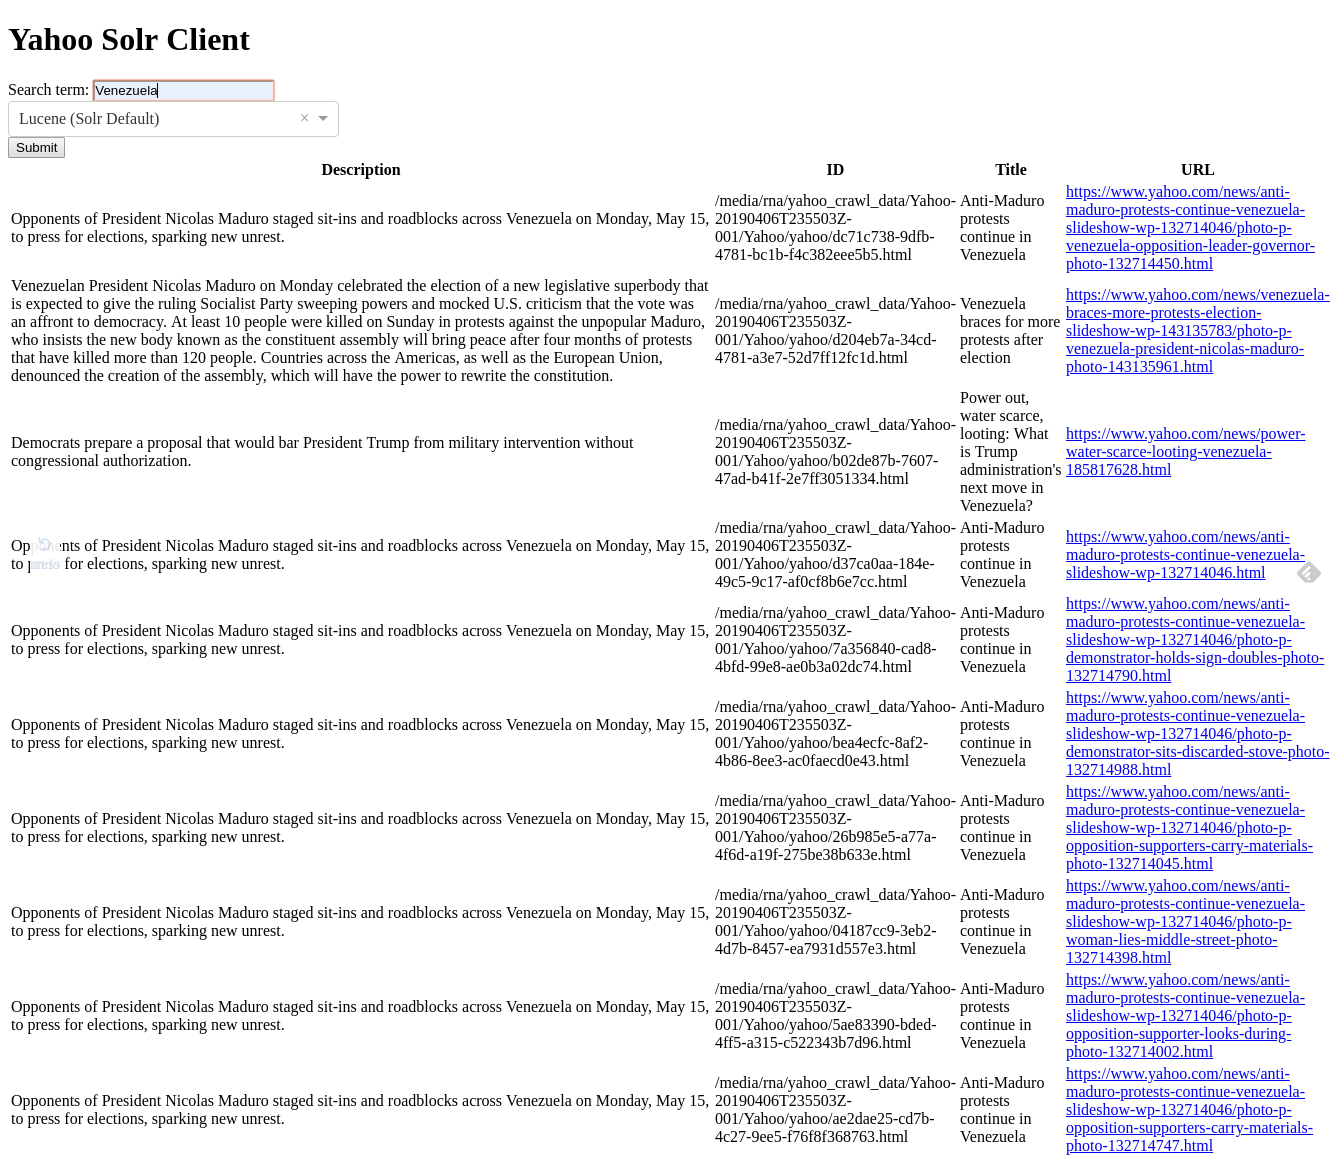 Yahoo Solr Client
Search term: Venezuela
Lucene (Solr Default) ×
Submit
Description ID Title URL
Opponents of President Nicolas Maduro staged sit-ins and roadblocks across Venezuela on Monday, May 15,
to press for elections, sparking new unrest.
/media/rna/yahoo_crawl_data/Yahoo-
20190406T235503Z-
001/Yahoo/yahoo/dc71c738-9dfb-
4781-bc1b-f4c382eee5b5.html
Anti-Maduro
protests
continue in
Venezuela
https://www.yahoo.com/news/anti-
maduro-protests-continue-venezuela-
slideshow-wp-132714046/photo-p-
venezuela-opposition-leader-governor-
photo-132714450.html
Venezuelan President Nicolas Maduro on Monday celebrated the election of a new legislative superbody that
is expected to give the ruling Socialist Party sweeping powers and mocked U.S. criticism that the vote was
an affront to democracy. At least 10 people were killed on Sunday in protests against the unpopular Maduro,
who insists the new body known as the constituent assembly will bring peace after four months of protests
that have killed more than 120 people. Countries across the Americas, as well as the European Union,
denounced the creation of the assembly, which will have the power to rewrite the constitution.
/media/rna/yahoo_crawl_data/Yahoo-
20190406T235503Z-
001/Yahoo/yahoo/d204eb7a-34cd-
4781-a3e7-52d7ff12fc1d.html
Venezuela
braces for more
protests after
election
https://www.yahoo.com/news/venezuela-
braces-more-protests-election-
slideshow-wp-143135783/photo-p-
venezuela-president-nicolas-maduro-
photo-143135961.html
Democrats prepare a proposal that would bar President Trump from military intervention without
congressional authorization.
/media/rna/yahoo_crawl_data/Yahoo-
20190406T235503Z-
001/Yahoo/yahoo/b02de87b-7607-
47ad-b41f-2e7ff3051334.html
Power out,
water scarce,
looting: What
is Trump
administration's
next move in
Venezuela?
https://www.yahoo.com/news/power-
water-scarce-looting-venezuela-
185817628.html
Opponents of President Nicolas Maduro staged sit-ins and roadblocks across Venezuela on Monday, May 15,
to press for elections, sparking new unrest.
/media/rna/yahoo_crawl_data/Yahoo-
20190406T235503Z-
001/Yahoo/yahoo/d37ca0aa-184e-
49c5-9c17-af0cf8b6e7cc.html
Anti-Maduro
protests
continue in
Venezuela
https://www.yahoo.com/news/anti-
maduro-protests-continue-venezuela-
slideshow-wp-132714046.html
Opponents of President Nicolas Maduro staged sit-ins and roadblocks across Venezuela on Monday, May 15,
to press for elections, sparking new unrest.
/media/rna/yahoo_crawl_data/Yahoo-
20190406T235503Z-
001/Yahoo/yahoo/7a356840-cad8-
4bfd-99e8-ae0b3a02dc74.html
Anti-Maduro
protests
continue in
Venezuela
https://www.yahoo.com/news/anti-
maduro-protests-continue-venezuela-
slideshow-wp-132714046/photo-p-
demonstrator-holds-sign-doubles-photo-
132714790.html
Opponents of President Nicolas Maduro staged sit-ins and roadblocks across Venezuela on Monday, May 15,
to press for elections, sparking new unrest.
/media/rna/yahoo_crawl_data/Yahoo-
20190406T235503Z-
001/Yahoo/yahoo/bea4ecfc-8af2-
4b86-8ee3-ac0faecd0e43.html
Anti-Maduro
protests
continue in
Venezuela
https://www.yahoo.com/news/anti-
maduro-protests-continue-venezuela-
slideshow-wp-132714046/photo-p-
demonstrator-sits-discarded-stove-photo-
132714988.html
Opponents of President Nicolas Maduro staged sit-ins and roadblocks across Venezuela on Monday, May 15,
to press for elections, sparking new unrest.
/media/rna/yahoo_crawl_data/Yahoo-
20190406T235503Z-
001/Yahoo/yahoo/26b985e5-a77a-
4f6d-a19f-275be38b633e.html
Anti-Maduro
protests
continue in
Venezuela
https://www.yahoo.com/news/anti-
maduro-protests-continue-venezuela-
slideshow-wp-132714046/photo-p-
opposition-supporters-carry-materials-
photo-132714045.html
Opponents of President Nicolas Maduro staged sit-ins and roadblocks across Venezuela on Monday, May 15,
to press for elections, sparking new unrest.
/media/rna/yahoo_crawl_data/Yahoo-
20190406T235503Z-
001/Yahoo/yahoo/04187cc9-3eb2-
4d7b-8457-ea7931d557e3.html
Anti-Maduro
protests
continue in
Venezuela
https://www.yahoo.com/news/anti-
maduro-protests-continue-venezuela-
slideshow-wp-132714046/photo-p-
woman-lies-middle-street-photo-
132714398.html
Opponents of President Nicolas Maduro staged sit-ins and roadblocks across Venezuela on Monday, May 15,
to press for elections, sparking new unrest.
/media/rna/yahoo_crawl_data/Yahoo-
20190406T235503Z-
001/Yahoo/yahoo/5ae83390-bded-
4ff5-a315-c522343b7d96.html
Anti-Maduro
protests
continue in
Venezuela
https://www.yahoo.com/news/anti-
maduro-protests-continue-venezuela-
slideshow-wp-132714046/photo-p-
opposition-supporter-looks-during-
photo-132714002.html
Opponents of President Nicolas Maduro staged sit-ins and roadblocks across Venezuela on Monday, May 15,
to press for elections, sparking new unrest.
/media/rna/yahoo_crawl_data/Yahoo-
20190406T235503Z-
001/Yahoo/yahoo/ae2dae25-cd7b-
4c27-9ee5-f76f8f368763.html
Anti-Maduro
protests
continue in
Venezuela
https://www.yahoo.com/news/anti-
maduro-protests-continue-venezuela-
slideshow-wp-132714046/photo-p-
opposition-supporters-carry-materials-
photo-132714747.html